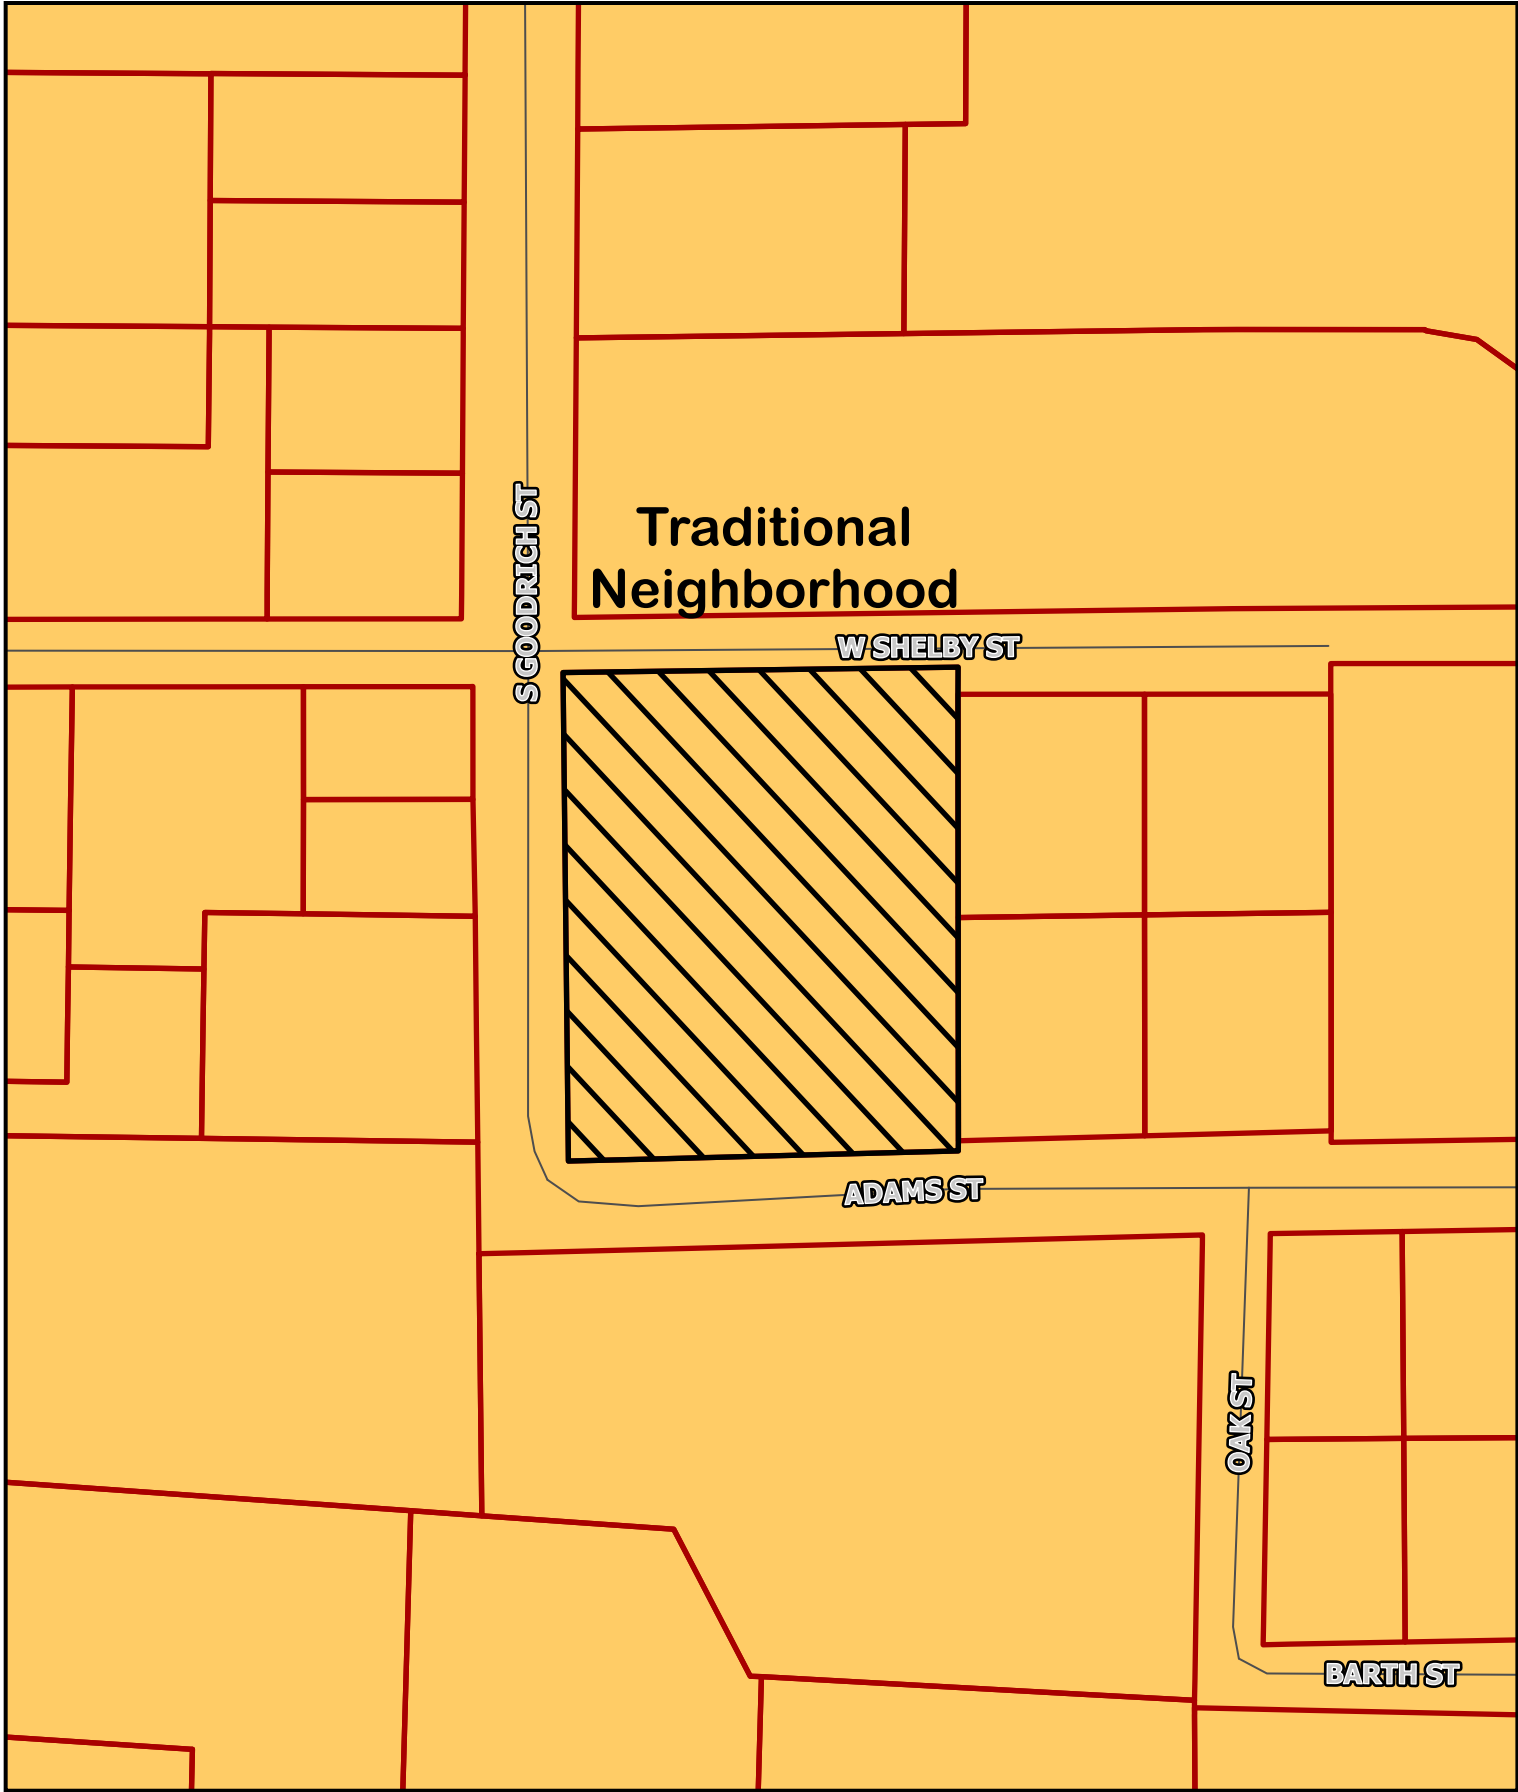 S GOODRICH ST
Traditional
Neighborhood
W SHELBY ST
ADAMS ST
OAK ST
BARTH ST